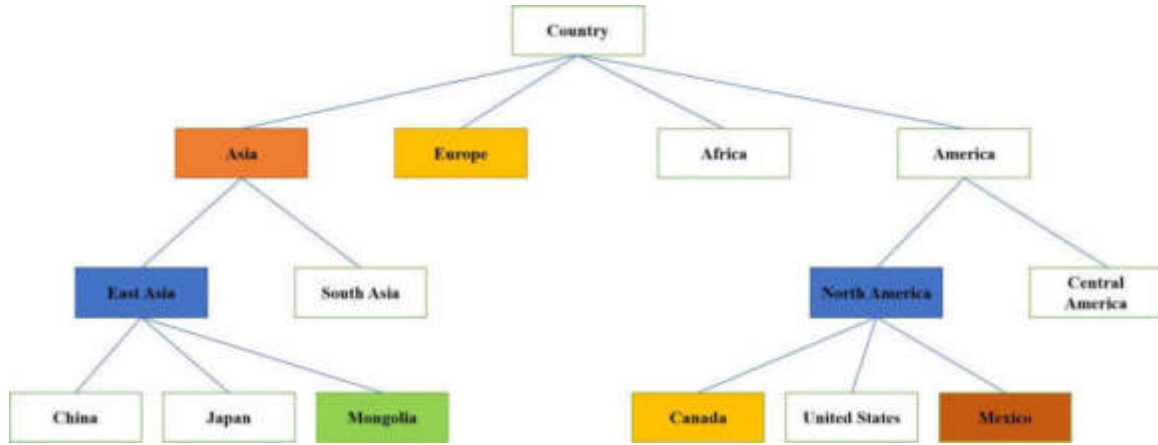 Country
Asia
Europe
Africa
America
East Asia
South Asia
North America
Central
America
China
Japan
Mongolia
Canada
United States
Mexico